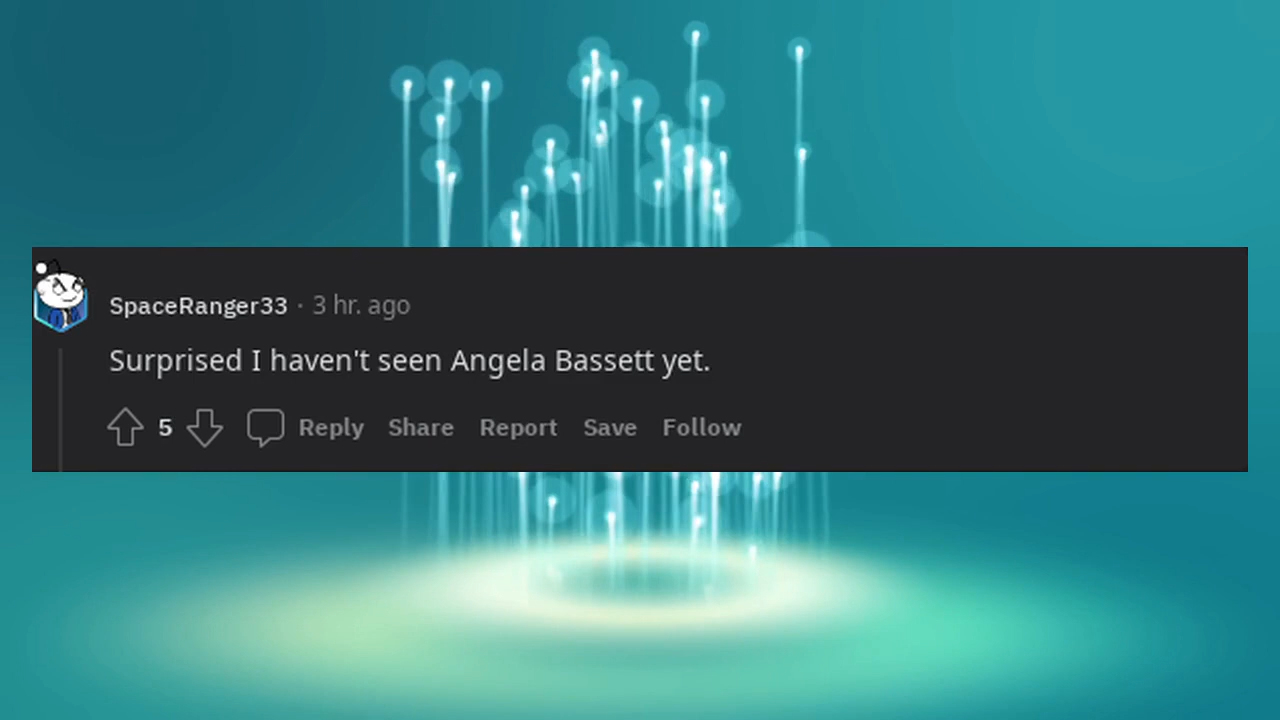 SpaceRanger33 · 3 hr. ago
Surprised I haven't seen Angela Bassett yet.
5 Reply Share Report Save Follow